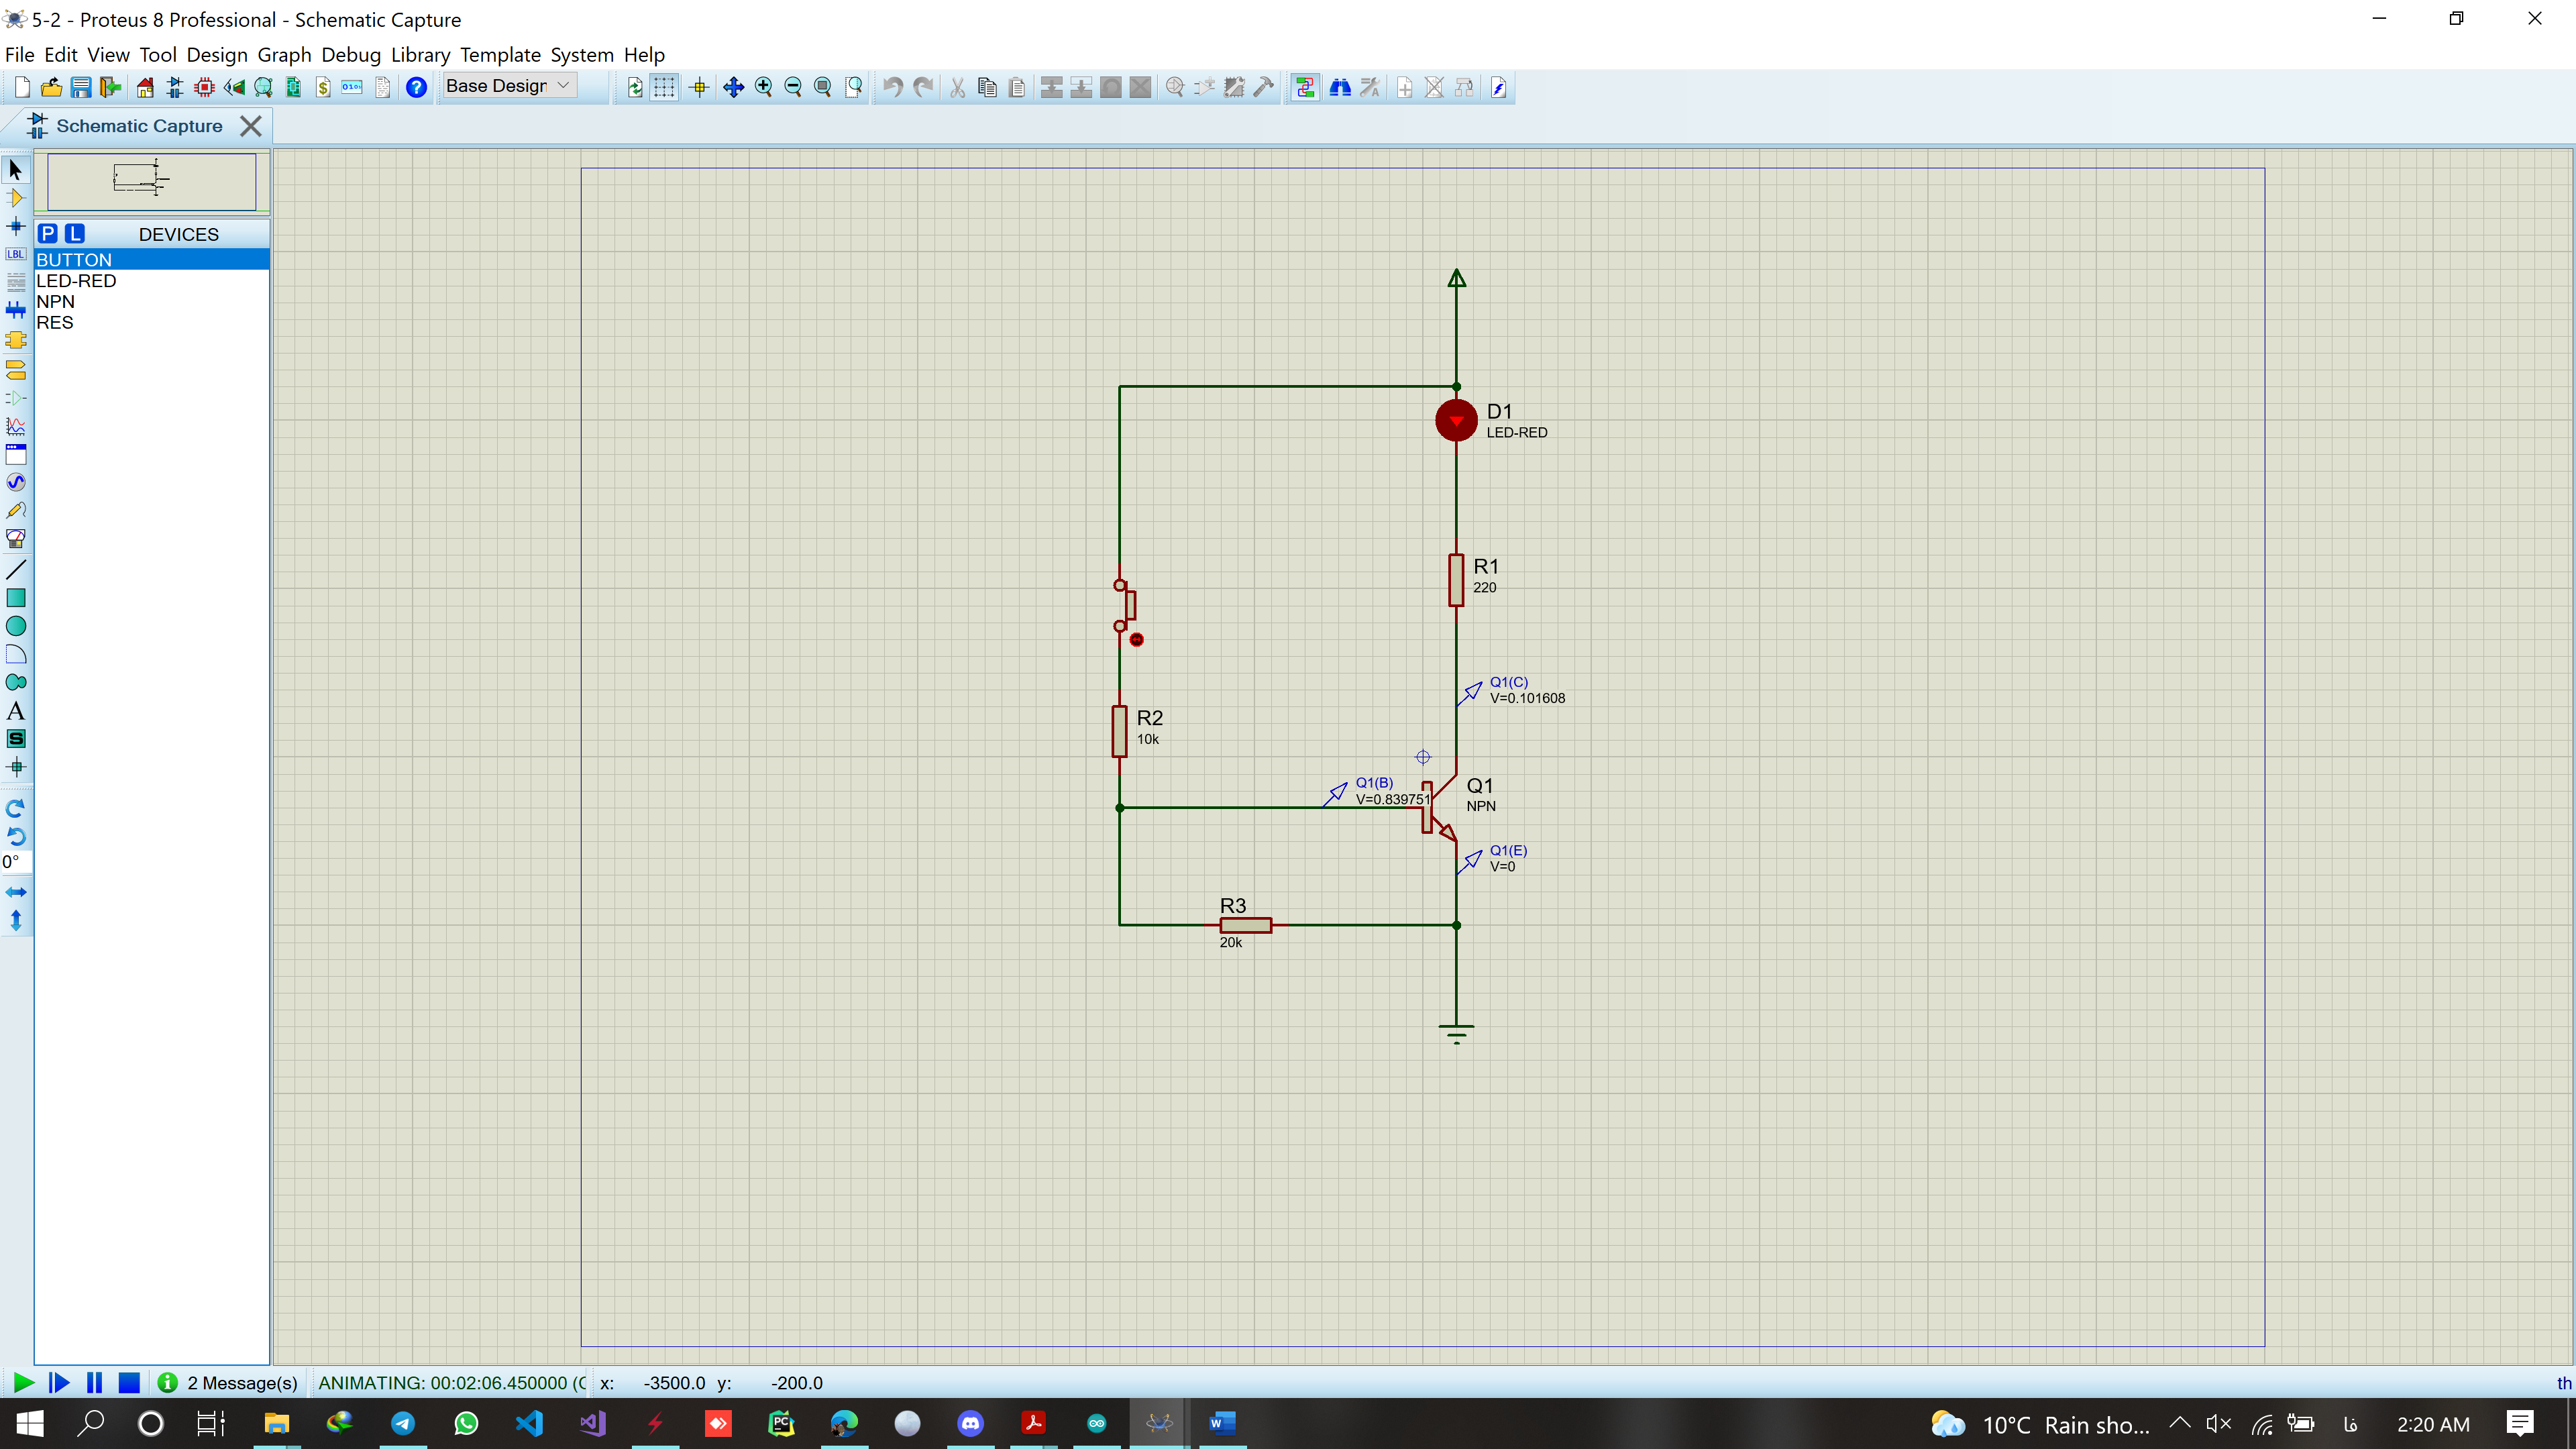 5-2 - Proteus 8 Professional - Schematic Capture
File Edit View Tool Design Graph Debug Library Template System Help
Base Design
Schematic Capture
P L DEVICES
BUTTON
LED-RED
NPN
RES
LBL
A
S
0°
D1
LED-RED
R1
220
Q1(C)
V=0.101608
R2
10k
Q1(B)
V=0.839751
Q1
NPN
Q1(E)
V=0
R3
20k
2 Message(s) ANIMATING: 00:02:06.450000 (C x: -3500.0 y: -200.0 th
10°C Rain sho... فا 2:20 AM